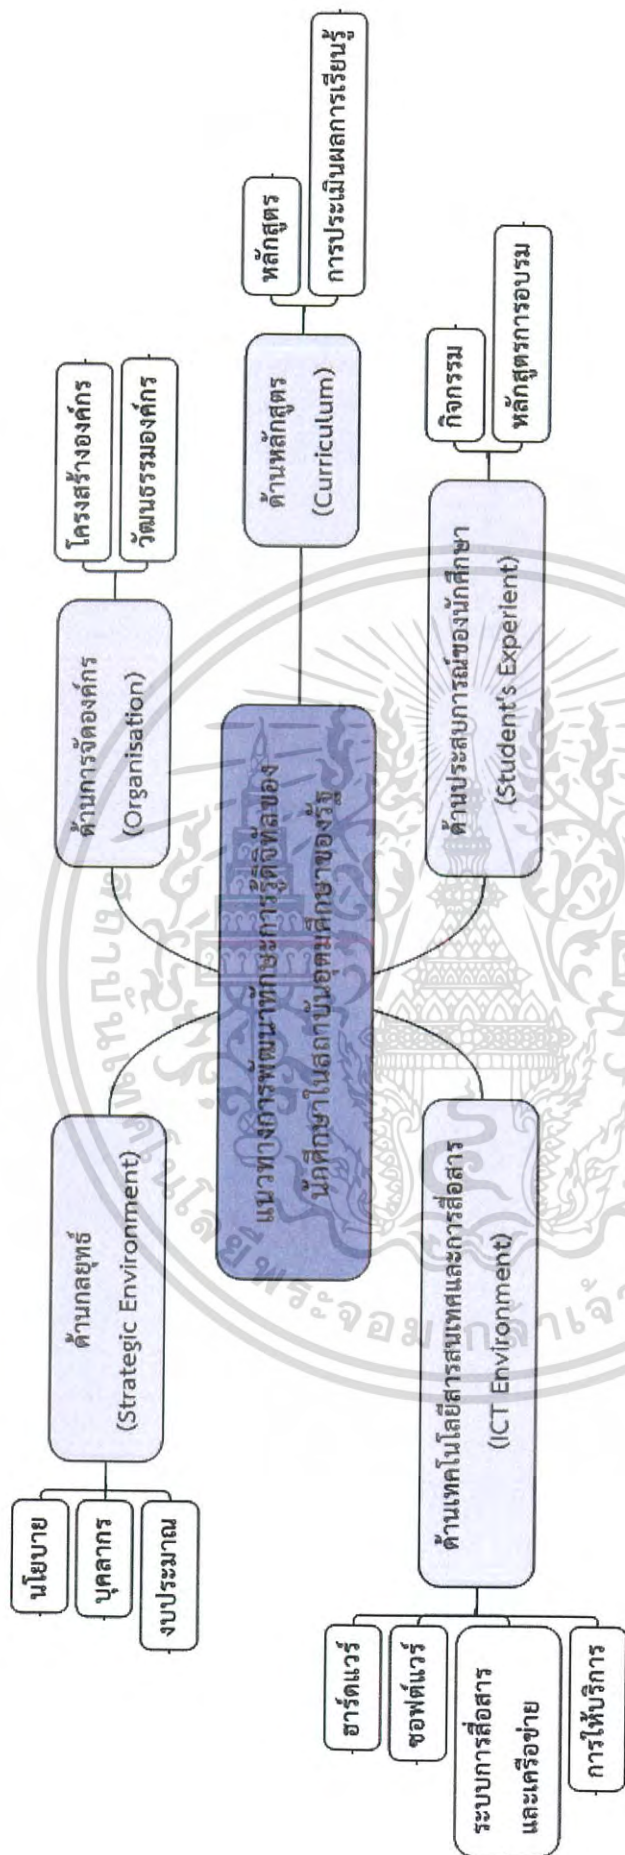 นโยบาย
บุคลากร
งบประมาณ
ด้านกลยุทธ์
(Strategic Environment)
ด้านการจัดองค์กร
(Organisation)
โครงสร้างองค์กร
วัฒนธรรมองค์กร
แนวทางการพัฒนาทักษะการรู้ดิจิทัลของ
นักศึกษาในสถาบันอุดมศึกษาของรัฐ
ด้านหลักสูตร
(Curriculum)
หลักสูตร
การประเมินผลการเรียนรู้
ฮาร์ดแวร์
ซอฟต์แวร์
ระบบการสื่อสาร
และเครือข่าย
การให้บริการ
ด้านเทคโนโลยีสารสนเทศและการสื่อสาร
(ICT Environment)
ด้านประสบการณ์ของนักศึกษา
(Student's Experient)
กิจกรรม
หลักสูตรการอบรม